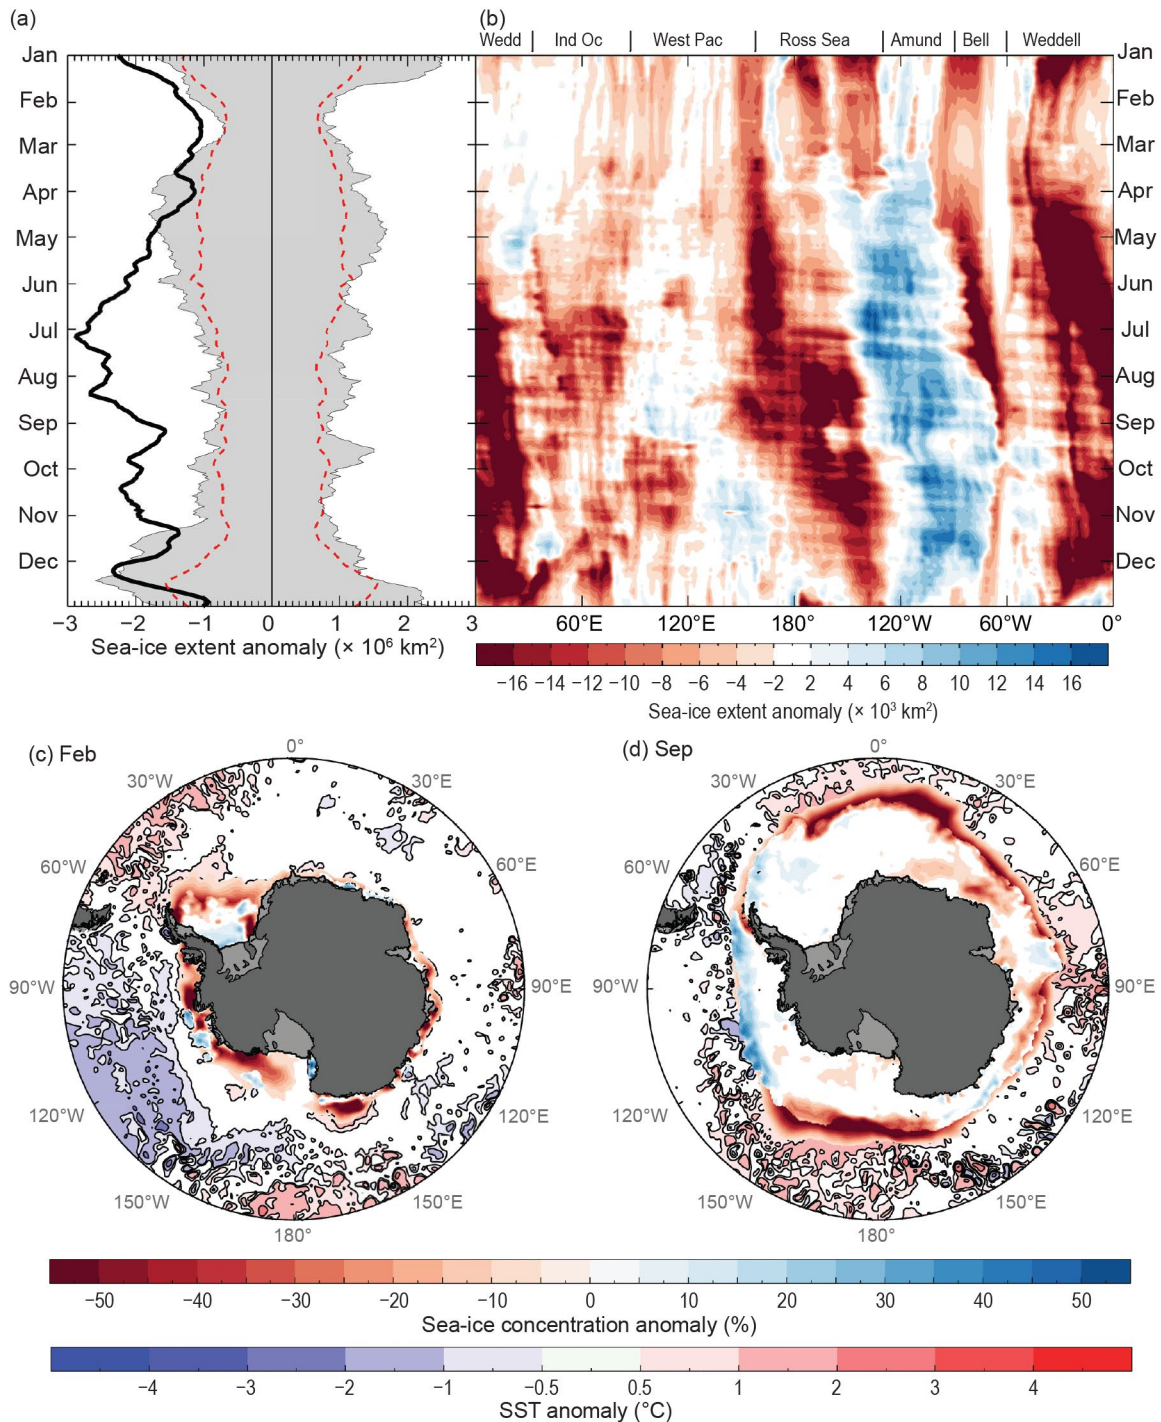 (a)
(b)
Wedd | Ind Oc | West Pac | Ross Sea | Amund | Bell | Weddell
Jan
Feb
Mar
Apr
May
Jun
Jul
Aug
Sep
Oct
Nov
Dec
Jan
Feb
Mar
Apr
May
Jun
Jul
Aug
Sep
Oct
Nov
Dec
−3 −2 −1 0 1 2 3 60°E 120°E 180° 120°W 60°W 0°
Sea-ice extent anomaly (× 10⁶ km²)
−16 −14 −12 −10 −8 −6 −4 −2 2 4 6 8 10 12 14 16
Sea-ice extent anomaly (× 10³ km²)
(c) Feb
0°
30°E
60°E
90°E
120°E
150°E
180°
150°W
120°W
90°W
60°W
30°W
(d) Sep
0°
30°E
60°E
90°E
120°E
150°E
180°
150°W
120°W
90°W
60°W
30°W
−50 −40 −30 −20 −10 0 10 20 30 40 50
Sea-ice concentration anomaly (%)
−4 −3 −2 −1 −0.5 0.5 1 2 3 4
SST anomaly (°C)